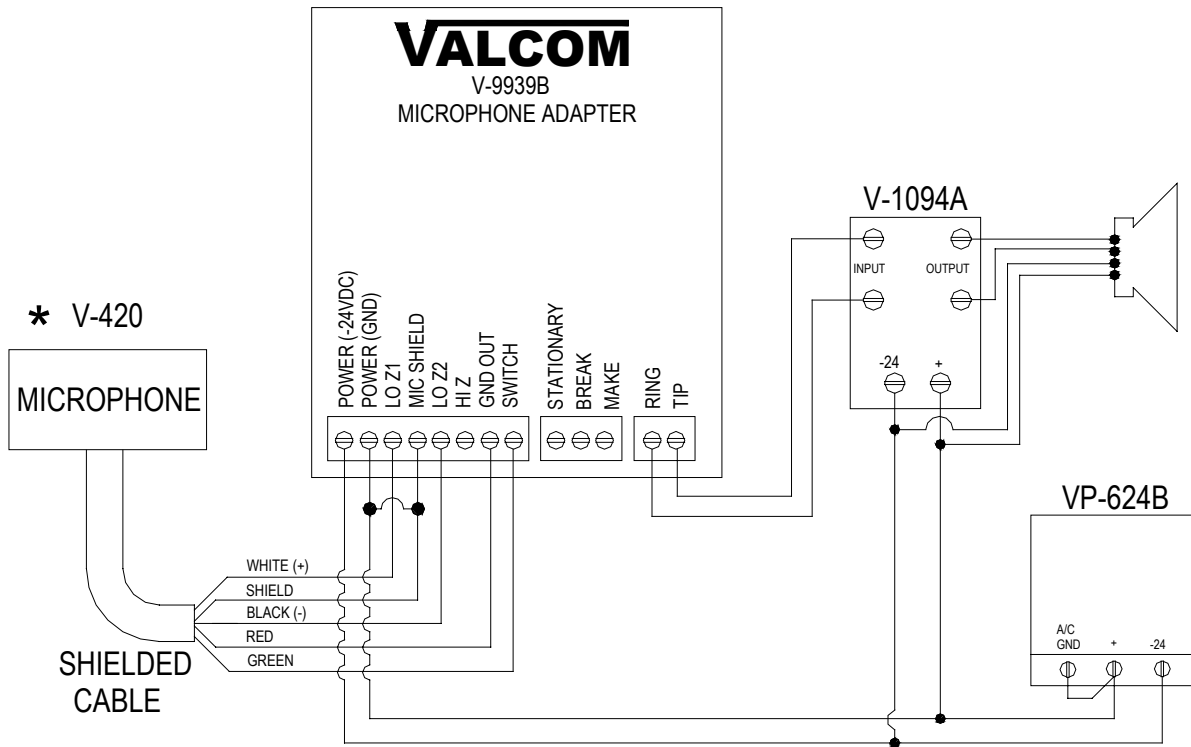 VALCOM
V-9939B
MICROPHONE ADAPTER
V-1094A
INPUT
OUTPUT
-24
+
* V-420
MICROPHONE
POWER (-24VDC)
POWER (GND)
LO Z1
MIC SHIELD
LO Z2
HI Z
GND OUT
SWITCH
STATIONARY
BREAK
MAKE
RING
TIP
VP-624B
A/C
GND
+
-24
WHITE (+)
SHIELD
BLACK (-)
RED
GREEN
SHIELDED
CABLE